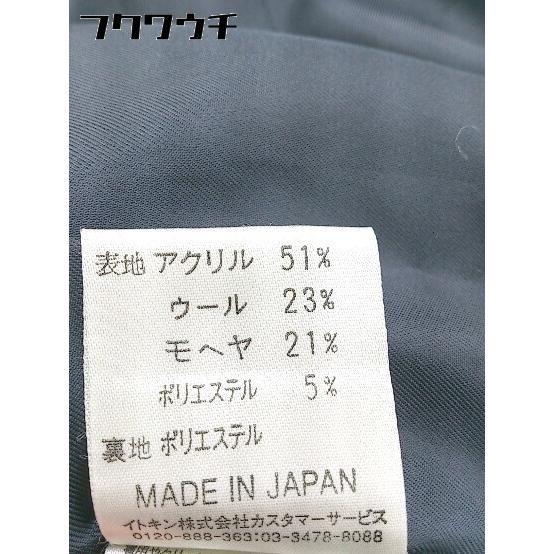 フクワウチ
表地 アクリル 51%
ウール 23%
モヘヤ 21%
ポリエステル 5%
裏地 ポリエステル
MADE IN JAPAN
イトキン株式会社カスタマーサービス
0120-888-363:03-3478-8088